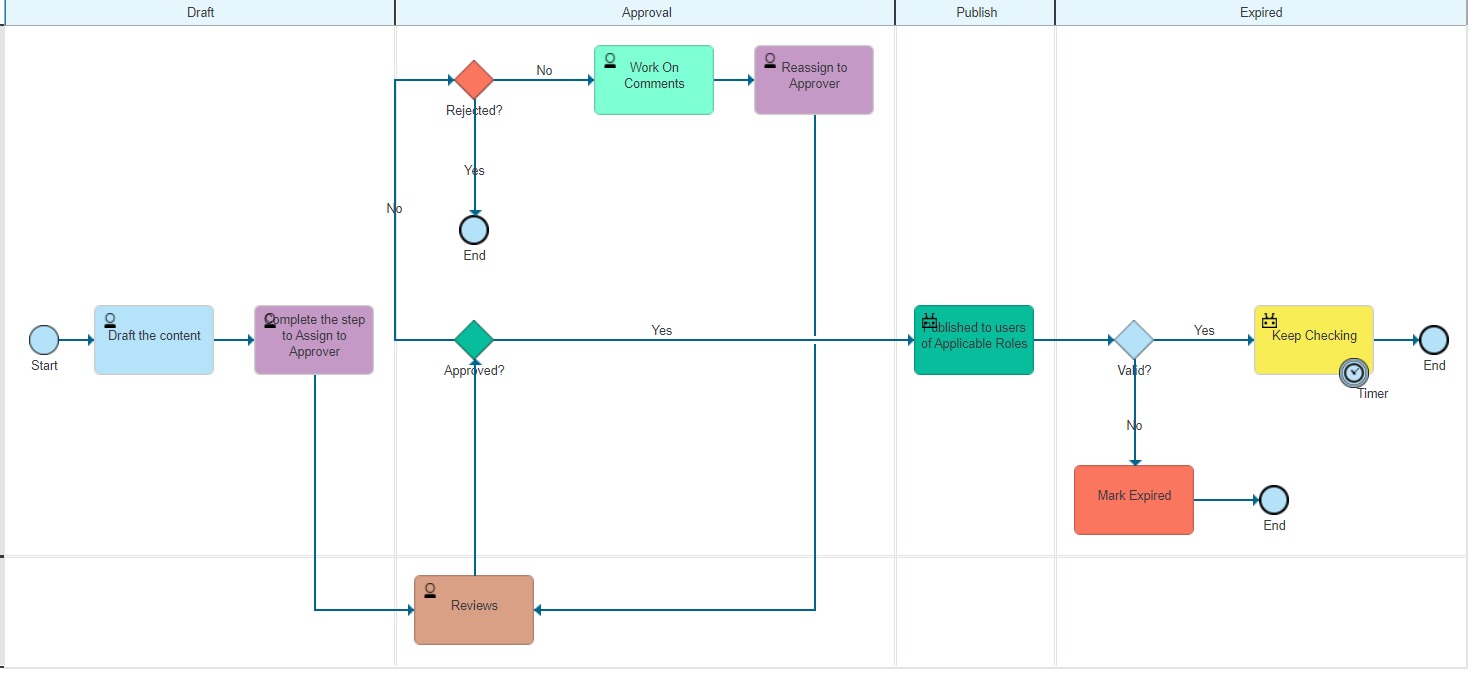 Draft
Approval
Publish
Expired
No
Work On
Comments
Reassign to
Approver
Rejected?
Yes
No
End
Start
Draft the content
Complete the step
to Assign to
Approver
Approved?
Yes
Published to users
of Applicable Roles
Valid?
Yes
Keep Checking
Timer
End
No
Mark Expired
End
Reviews